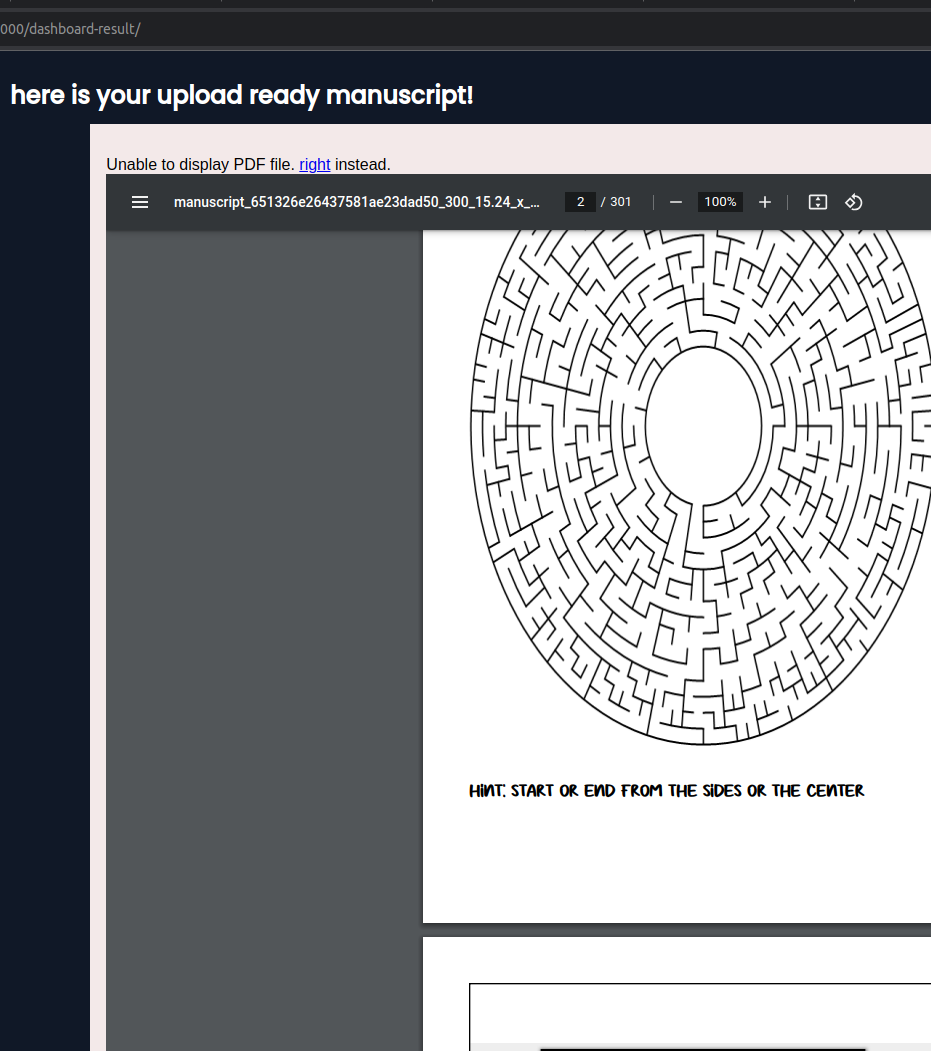 000/dashboard-result/
here is your upload ready manuscript!
Unable to display PDF file. right instead.
manuscript_651326e26437581ae23dad50_300_15.24_x_... 2 / 301 100%
HINT: START OR END FROM THE SIDES OR THE CENTER